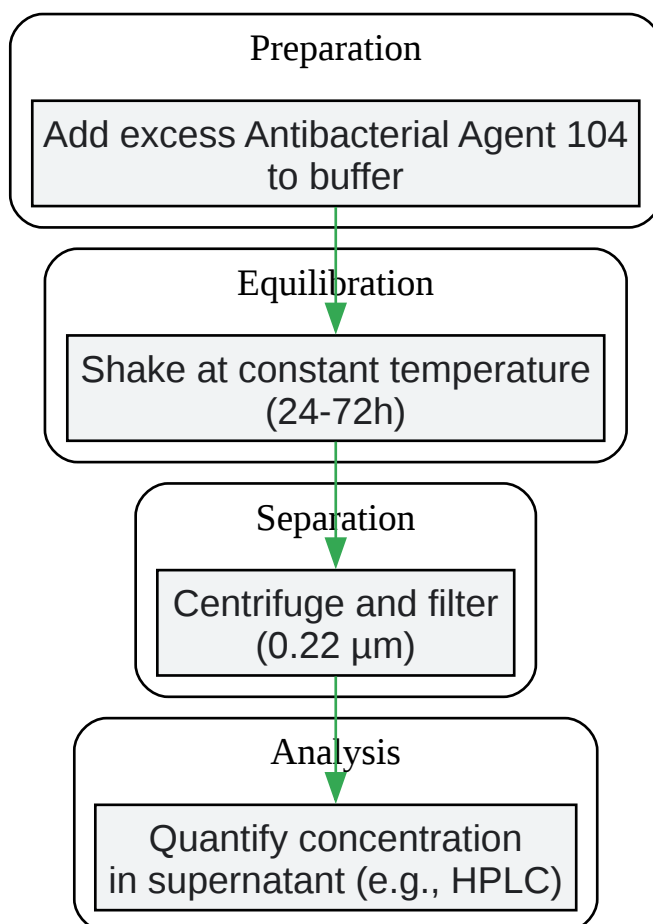 Preparation
Add excess Antibacterial Agent 104
to buffer
Equilibration
Shake at constant temperature
(24-72h)
Separation
Centrifuge and filter
(0.22 µm)
Analysis
Quantify concentration
in supernatant (e.g., HPLC)